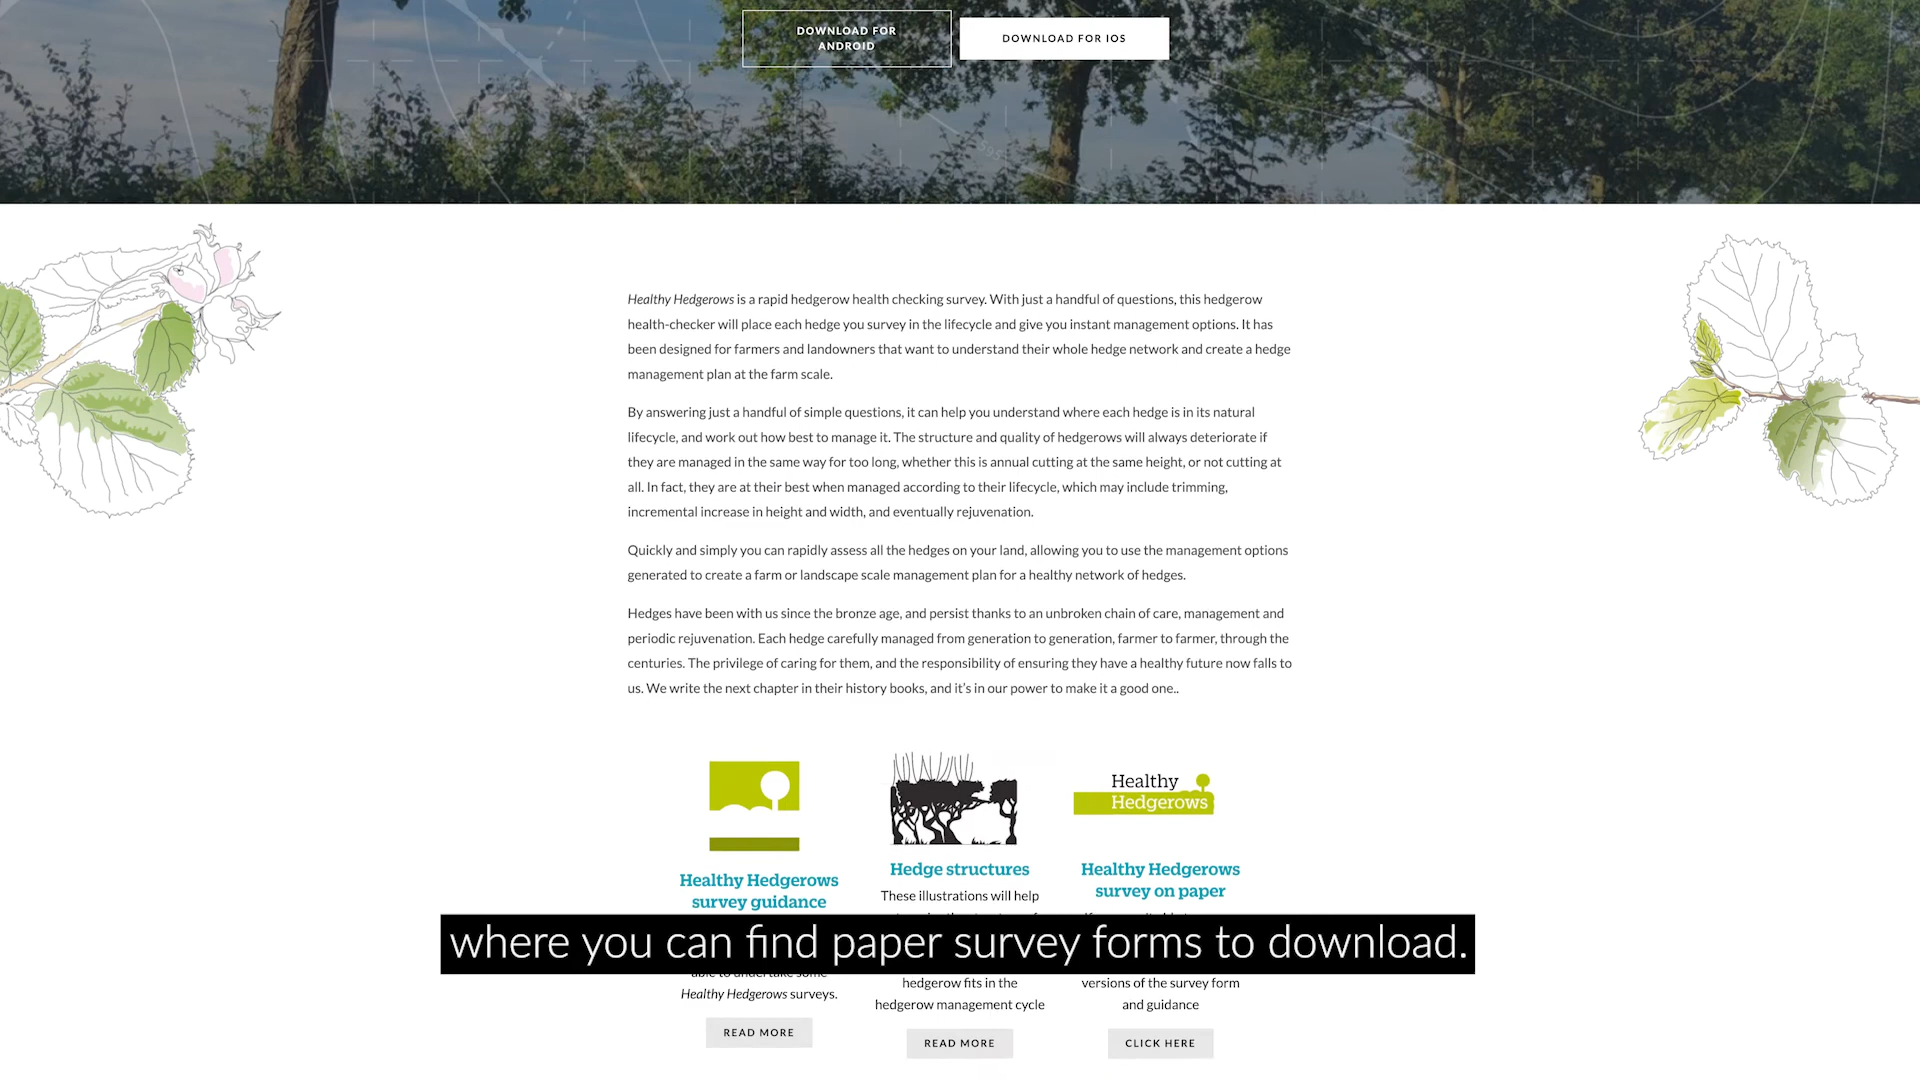 DOWNLOAD FOR
ANDROID
DOWNLOAD FOR IOS
Healthy Hedgerows is a rapid hedgerow health checking survey. With just a handful of questions, this hedgerow
health-checker will place each hedge you survey in the lifecycle and give you instant management options. It has
been designed for farmers and landowners that want to understand their whole hedge network and create a hedge
management plan at the farm scale.
By answering just a handful of simple questions, it can help you understand where each hedge is in its natural
lifecycle, and work out how best to manage it. The structure and quality of hedgerows will always deteriorate if
they are managed in the same way for too long, whether this is annual cutting at the same height, or not cutting at
all. In fact, they are at their best when managed according to their lifecycle, which may include trimming,
incremental increase in height and width, and eventually rejuvenation.
Quickly and simply you can rapidly assess all the hedges on your land, allowing you to use the management options
generated to create a farm or landscape scale management plan for a healthy network of hedges.
Hedges have been with us since the bronze age, and persist thanks to an unbroken chain of care, management and
periodic rejuvenation. Each hedge carefully managed from generation to generation, farmer to farmer, through the
centuries. The privilege of caring for them, and the responsibility of ensuring they have a healthy future now falls to
us. We write the next chapter in their history books, and it's in our power to make it a good one..
Healthy
Hedgerows
Healthy Hedgerows
survey guidance
Healthy Hedgerows surveys.
READ MORE
Hedge structures
These illustrations will help
hedgerow fits in the
hedgerow management cycle
READ MORE
Healthy Hedgerows
survey on paper
versions of the survey form
and guidance
CLICK HERE
where you can find paper survey forms to download.